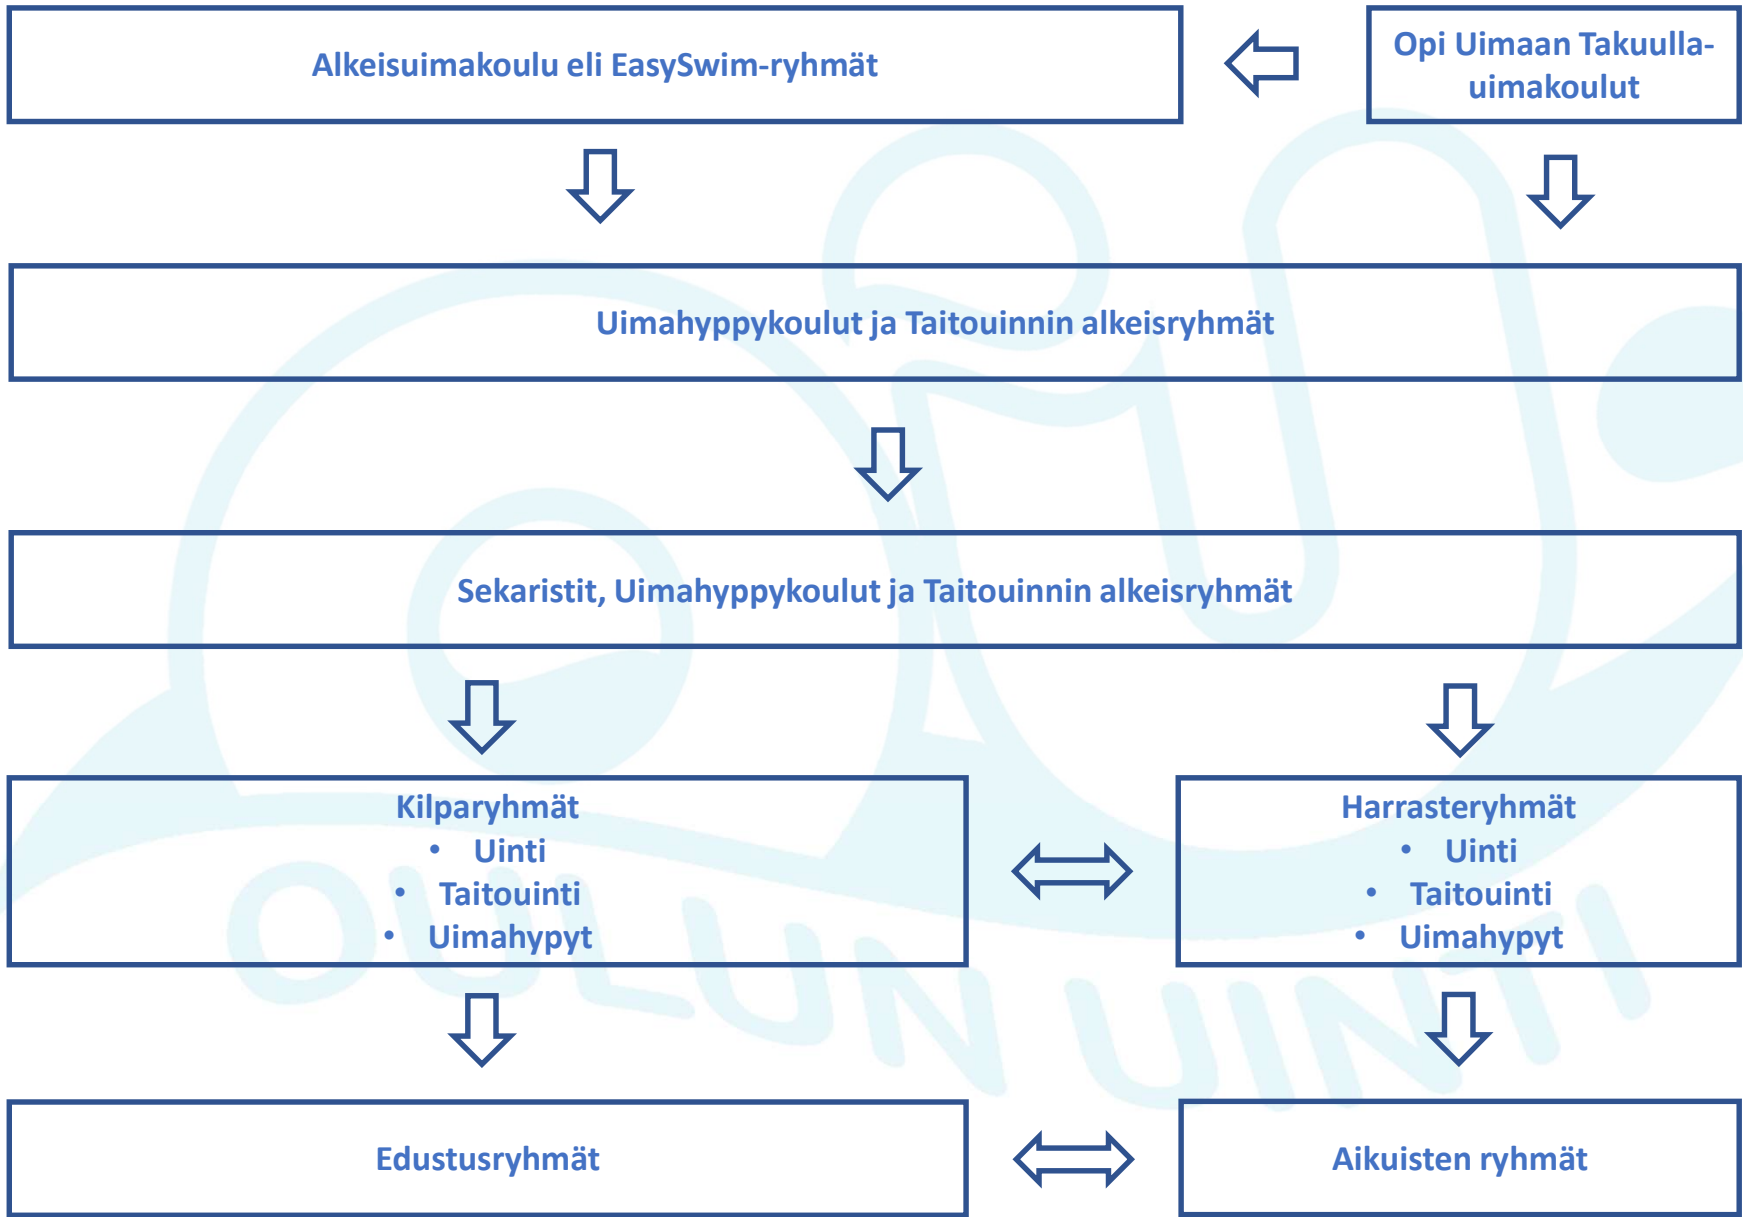 Alkeisuimakoulu eli EasySwim-ryhmät
Opi Uimaan Takuulla-
uimakoulut
Uimahyppykoulut ja Taitouinnin alkeisryhmät
Sekaristit, Uimahyppykoulut ja Taitouinnin alkeisryhmät
Kilparyhmät
• Uinti
• Taitouinti
• Uimahypyt
Harrasteryhmät
• Uinti
• Taitouinti
• Uimahypyt
OULUN UINTI
Edustusryhmät
Aikuisten ryhmät